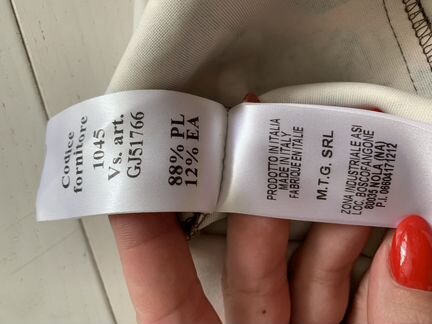 Codice
fornitore
1045
Vs. art.
GJ51766
88% PL
12% EA
PRODOTTO IN ITALIA
MADE IN ITALY
FABRIQUE EN ITALIE
M.T.G. SRL
ZONA INDUSTRIALE ASI
LOC. BOSCOFANGONE
80035 NOLA (NA)
P.I. 06684171212